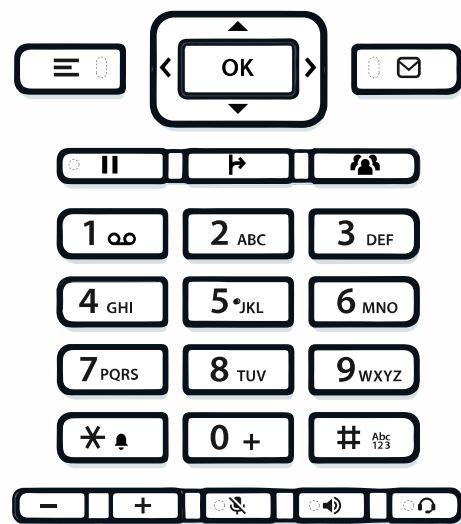 OK
1 2 ABC 3 DEF
4 GHI 5 JKL 6 MNO
7 PQRS 8 TUV 9 WXYZ
* 0 + # Abc 123
- +